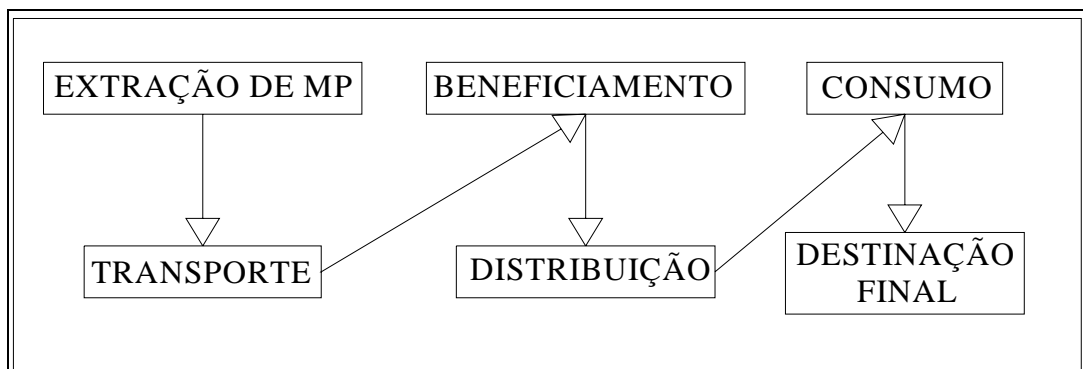 EXTRAÇÃO DE MP
TRANSPORTE
BENEFICIAMENTO
DISTRIBUIÇÃO
CONSUMO
DESTINAÇÃO
FINAL